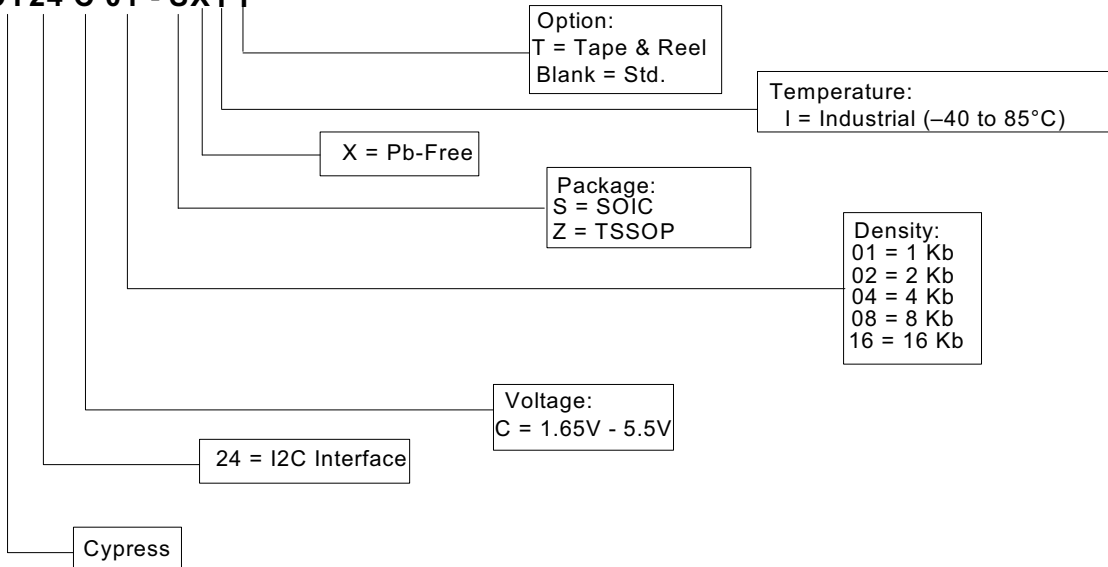 Option:
T = Tape & Reel
Blank = Std.
Temperature:
I = Industrial (–40 to 85°C)
X = Pb-Free
Package:
S = SOIC
Z = TSSOP
Density:
01 = 1 Kb
02 = 2 Kb
04 = 4 Kb
08 = 8 Kb
16 = 16 Kb
Voltage:
C = 1.65V - 5.5V
24 = I2C Interface
Cypress